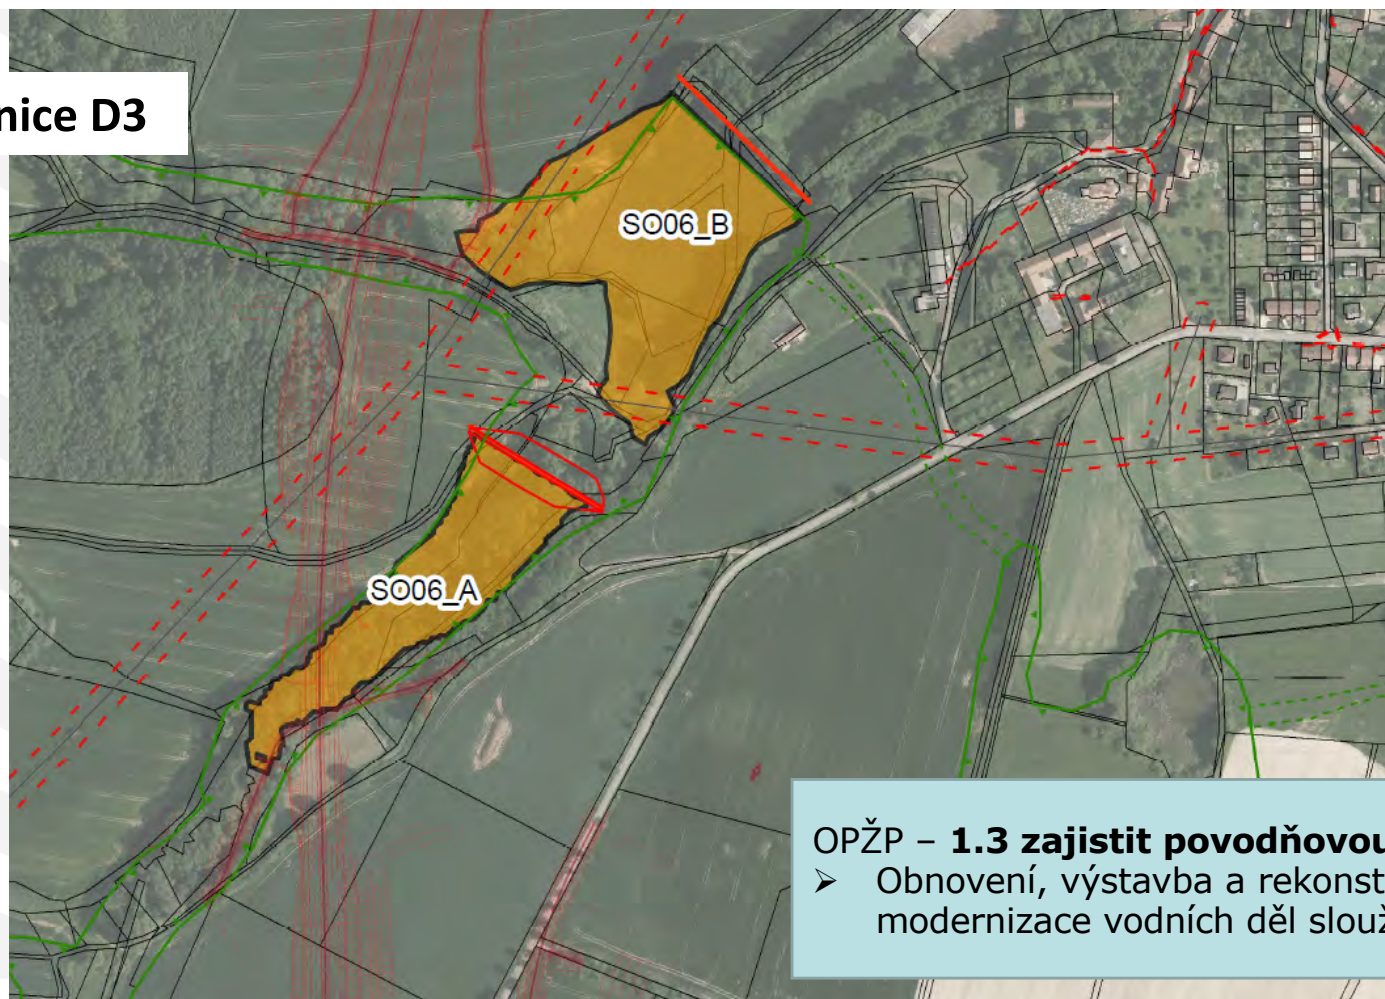 nice D3
SO06_B
SO06_A
OPŽP – 1.3 zajistit povodňovou
➤ Obnovení, výstavba a rekonst
modernizace vodních děl slouž